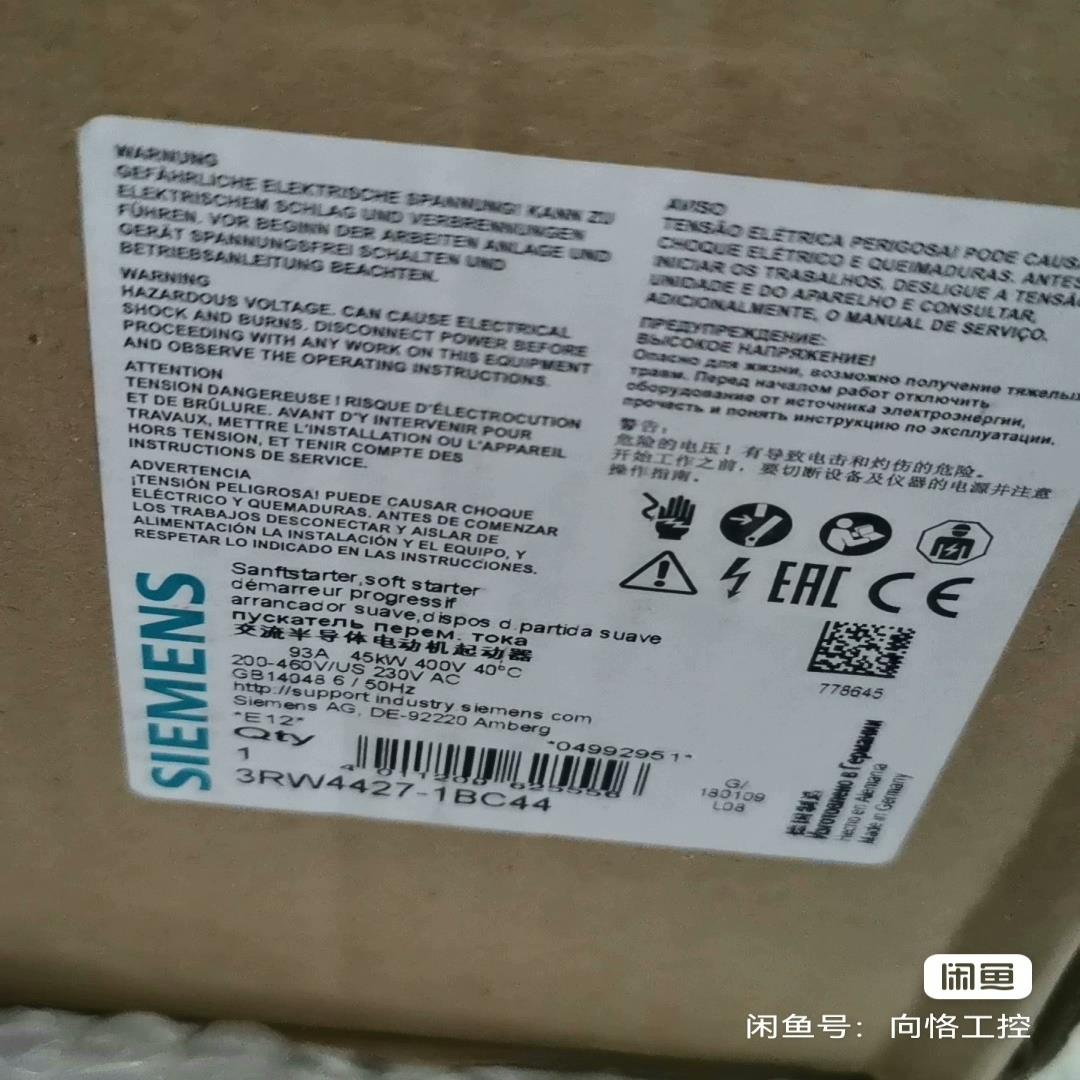 WARNUNG
GEFÄHRLICHE ELEKTRISCHE SPANNUNG! KANN ZU
ELEKTRISCHEM SCHLAG UND VERBRENNUNGEN
FÜHREN. VOR BEGINN DER ARBEITEN ANLAGE UND
GERÄT SPANNUNGSFREI SCHALTEN UND
BETRIEBSANLEITUNG BEACHTEN.
WARNING
HAZARDOUS VOLTAGE. CAN CAUSE ELECTRICAL
SHOCK AND BURNS. DISCONNECT POWER BEFORE
PROCEEDING WITH ANY WORK ON THIS EQUIPMENT
AND OBSERVE THE OPERATING INSTRUCTIONS.
ATTENTION
TENSION DANGEREUSE ! RISQUE D'ÉLECTROCUTION
ET DE BRÛLURE. AVANT D'Y INTERVENIR POUR
TRAVAUX, METTRE L'INSTALLATION OU L'APPAREIL
HORS TENSION, ET TENIR COMPTE DES
INSTRUCTIONS DE SERVICE.
ADVERTENCIA
¡TENSIÓN PELIGROSA! PUEDE CAUSAR CHOQUE
ELÉCTRICO Y QUEMADURAS. ANTES DE COMENZAR
LOS TRABAJOS DESCONECTAR Y AISLAR DE
ALIMENTACIÓN LA INSTALACIÓN Y EL EQUIPO, Y
RESPETAR LO INDICADO EN LAS INSTRUCCIONES.
AVISO
TENSÃO ELÉTRICA PERIGOSA! PODE CAUSA
CHOQUE ELÉTRICO E QUEIMADURAS. ANTES
INICIAR OS TRABALHOS, DESLIGUE A TENSÃO
UNIDADE E DO APARELHO E CONSULTAR,
ADICIONALMENTE, O MANUAL DE SERVIÇO.
ПРЕДУПРЕЖДЕНИЕ:
ВЫСОКОЕ НАПРЯЖЕНИЕ!
Опасно для жизни, возможно получение тяжелых
травм. Перед началом работ отключить
оборудование от источника электроэнергии,
прочесть и понять инструкцию по эксплуатации.
警告:
危险的电压！有导致电击和灼伤的危险。
开始工作之前，要切断设备及仪器的电源并注意
操作指南。
EAC CE
778645
SIEMENS
Sanftstarter,soft starter
démarreur progressif
arrancador suave,dispos d.partida suave
пускатель перем. тока
交流半导体电动机起动器
93A 45kW 400V 40°C
200-460V/US 230V AC
GB14048 6 / 50Hz
http://support industry siemens com
Siemens AG, DE-92220 Amberg
*E12*
Qty
1
*04992951*
4 011200 625556
3RW4427-1BC44
G/
180109
L08
德国制造
Изготовлено в Германии
Hecho en Alemania
Made in Germany
闲鱼
闲鱼号：向恪工控